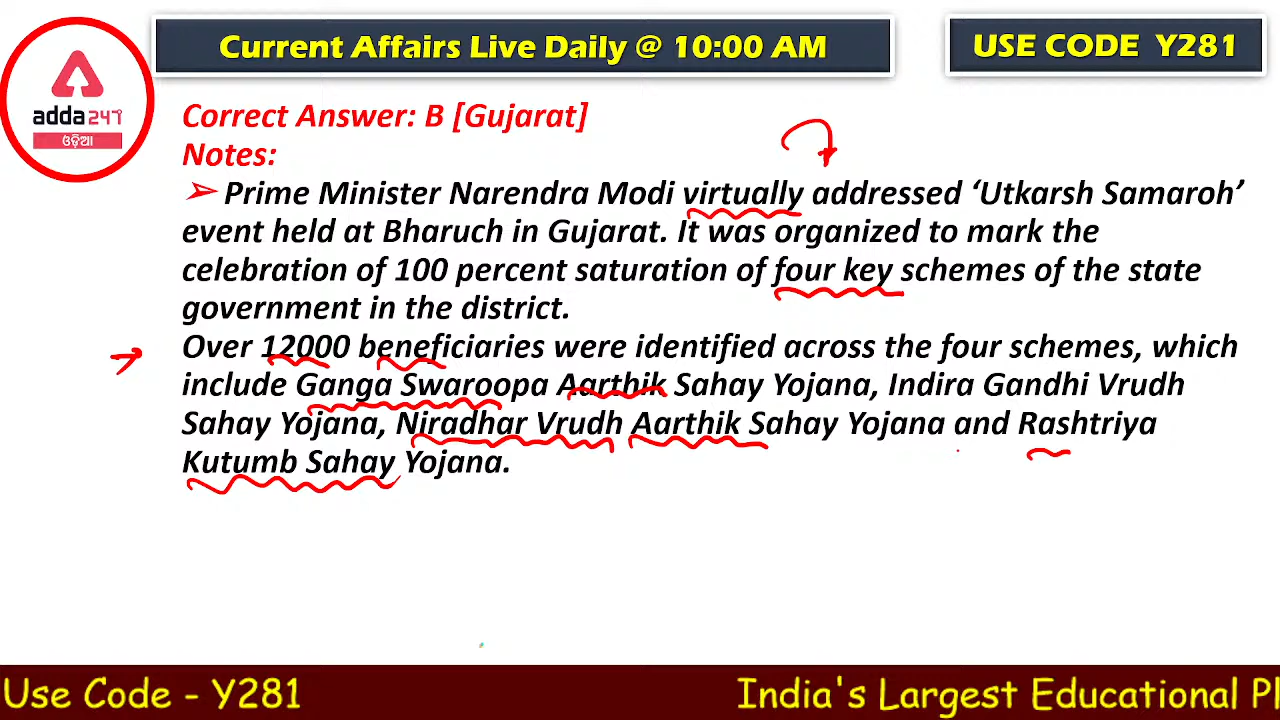 Current Affairs Live Daily @ 10:00 AM
USE CODE Y281
adda247
ଓଡ଼ିଆ
Correct Answer: B [Gujarat]
Notes:
➢ Prime Minister Narendra Modi virtually addressed ‘Utkarsh Samaroh’
event held at Bharuch in Gujarat. It was organized to mark the
celebration of 100 percent saturation of four key schemes of the state
government in the district.
Over 12000 beneficiaries were identified across the four schemes, which
include Ganga Swaroopa Aarthik Sahay Yojana, Indira Gandhi Vrudh
Sahay Yojana, Niradhar Vrudh Aarthik Sahay Yojana and Rashtriya
Kutumb Sahay Yojana.
Use Code - Y281
India's Largest Educational Pl